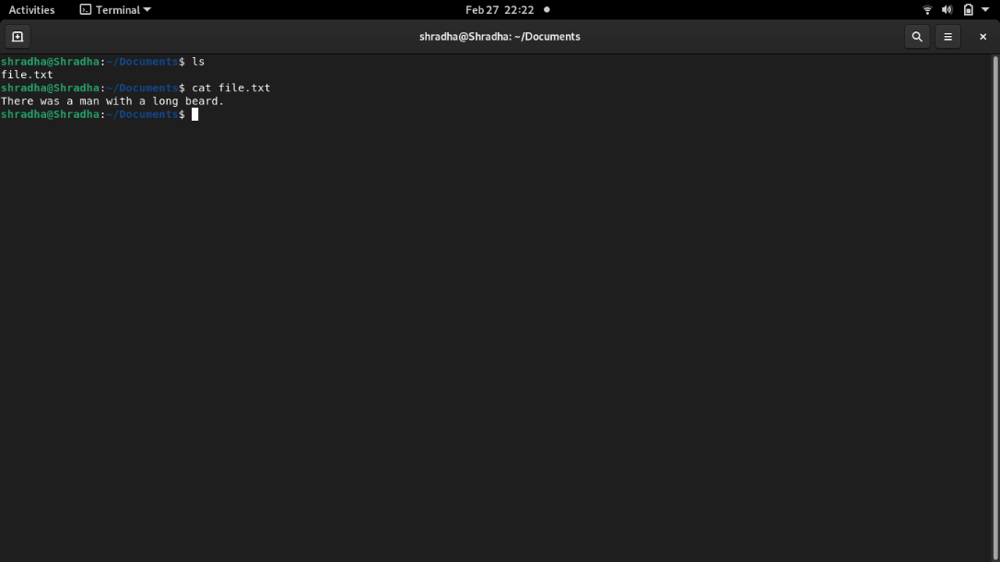 Activities Terminal Feb 27 22:22
shradha@Shradha: ~/Documents
shradha@Shradha:~/Documents$ ls
file.txt
shradha@Shradha:~/Documents$ cat file.txt
There was a man with a long beard.
shradha@Shradha:~/Documents$